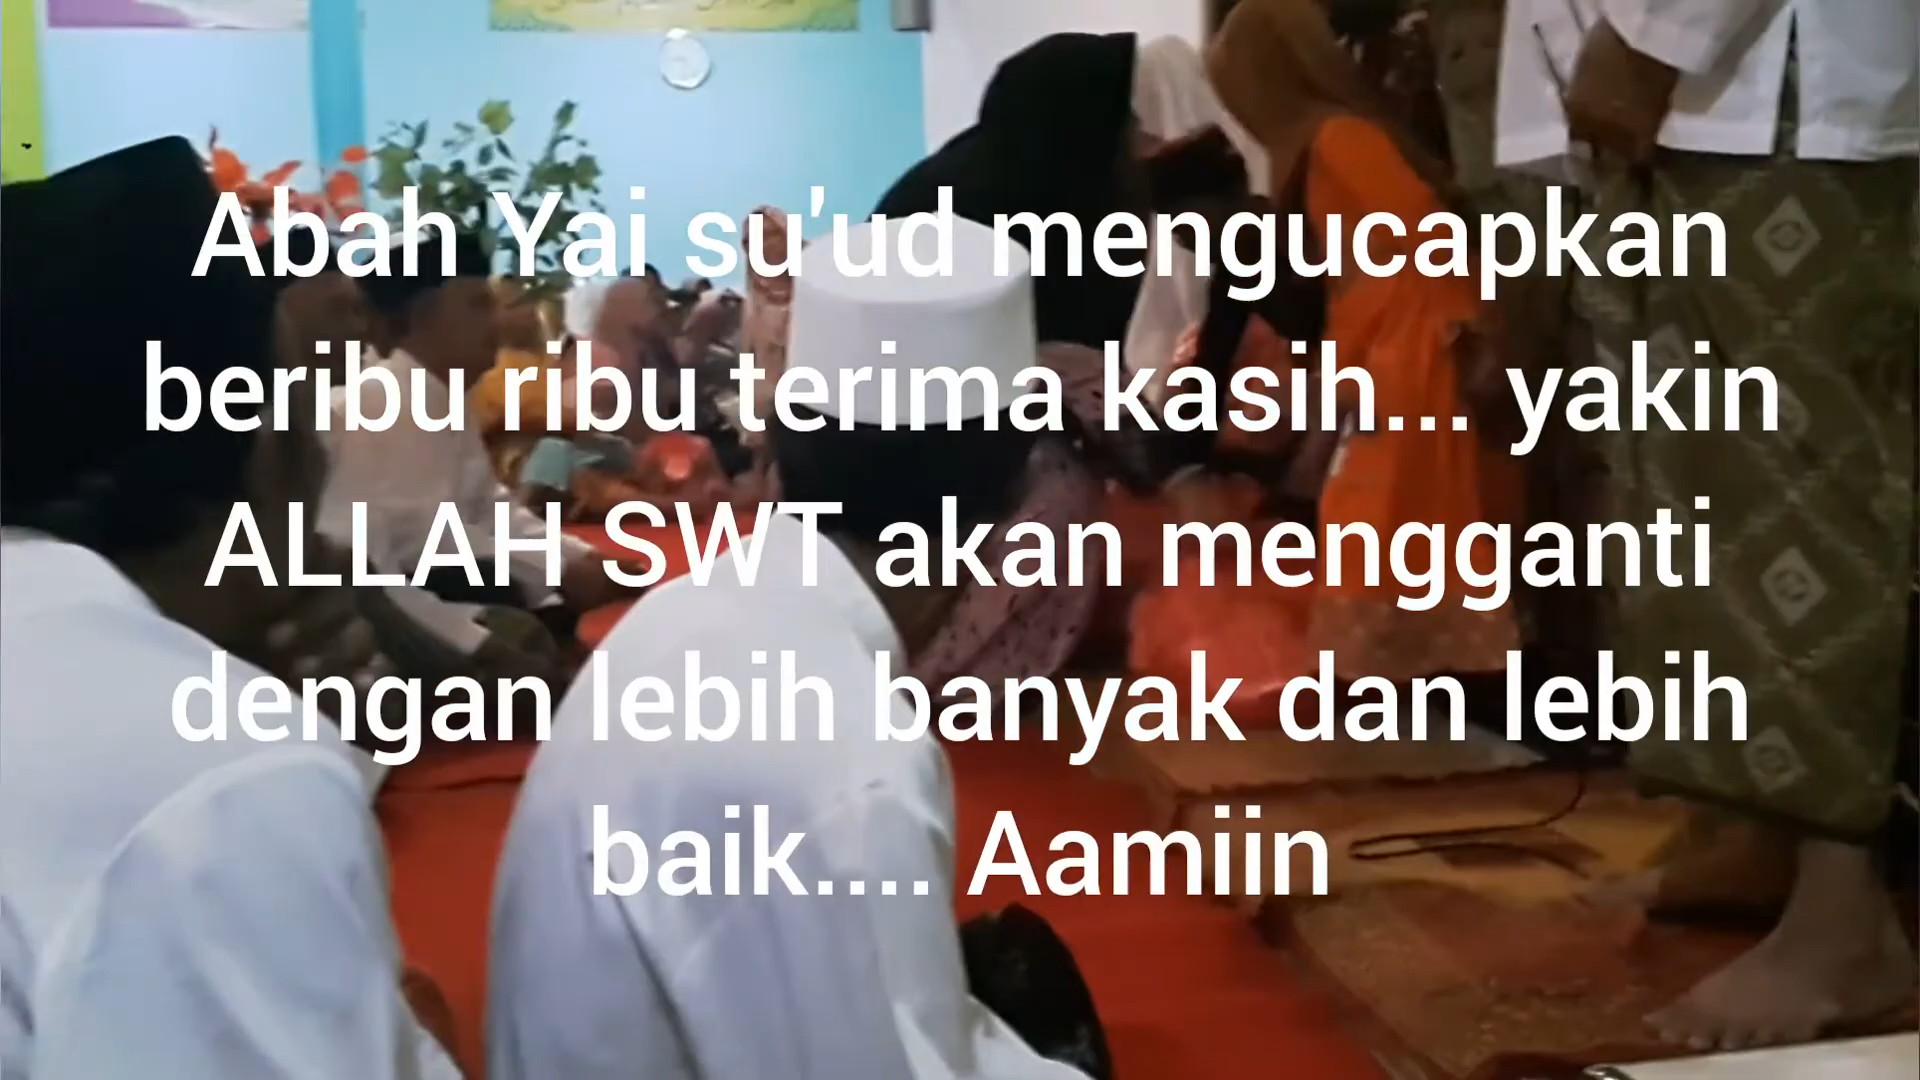 Abah Yai su'ud mengucapkan
beribu ribu terima kasih... yakin
ALLAH SWT akan mengganti
dengan lebih banyak dan lebih
baik.... Aamiin